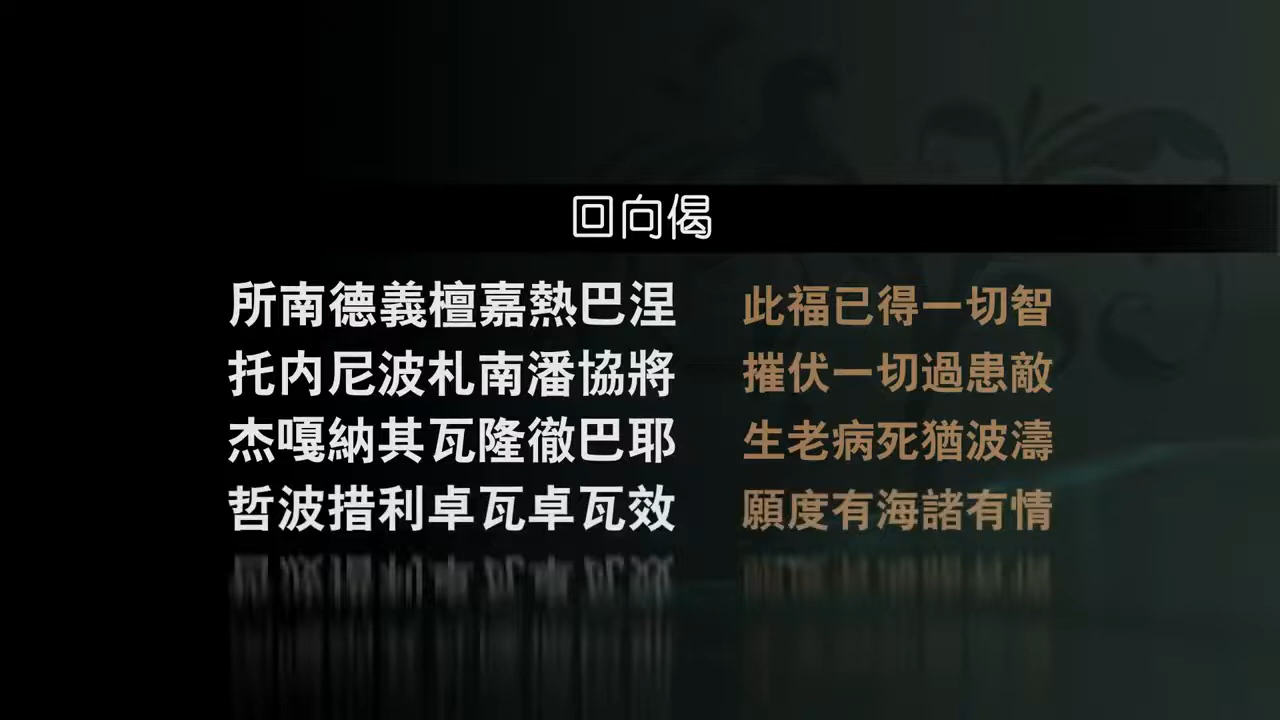 回向偈
所南德義檀嘉熱巴涅 此福已得一切智
托内尼波札南潘協將 摧伏一切過患敵
杰嘎納其瓦隆徹巴耶 生老病死猶波濤
哲波措利卓瓦卓瓦效 願度有海諸有情